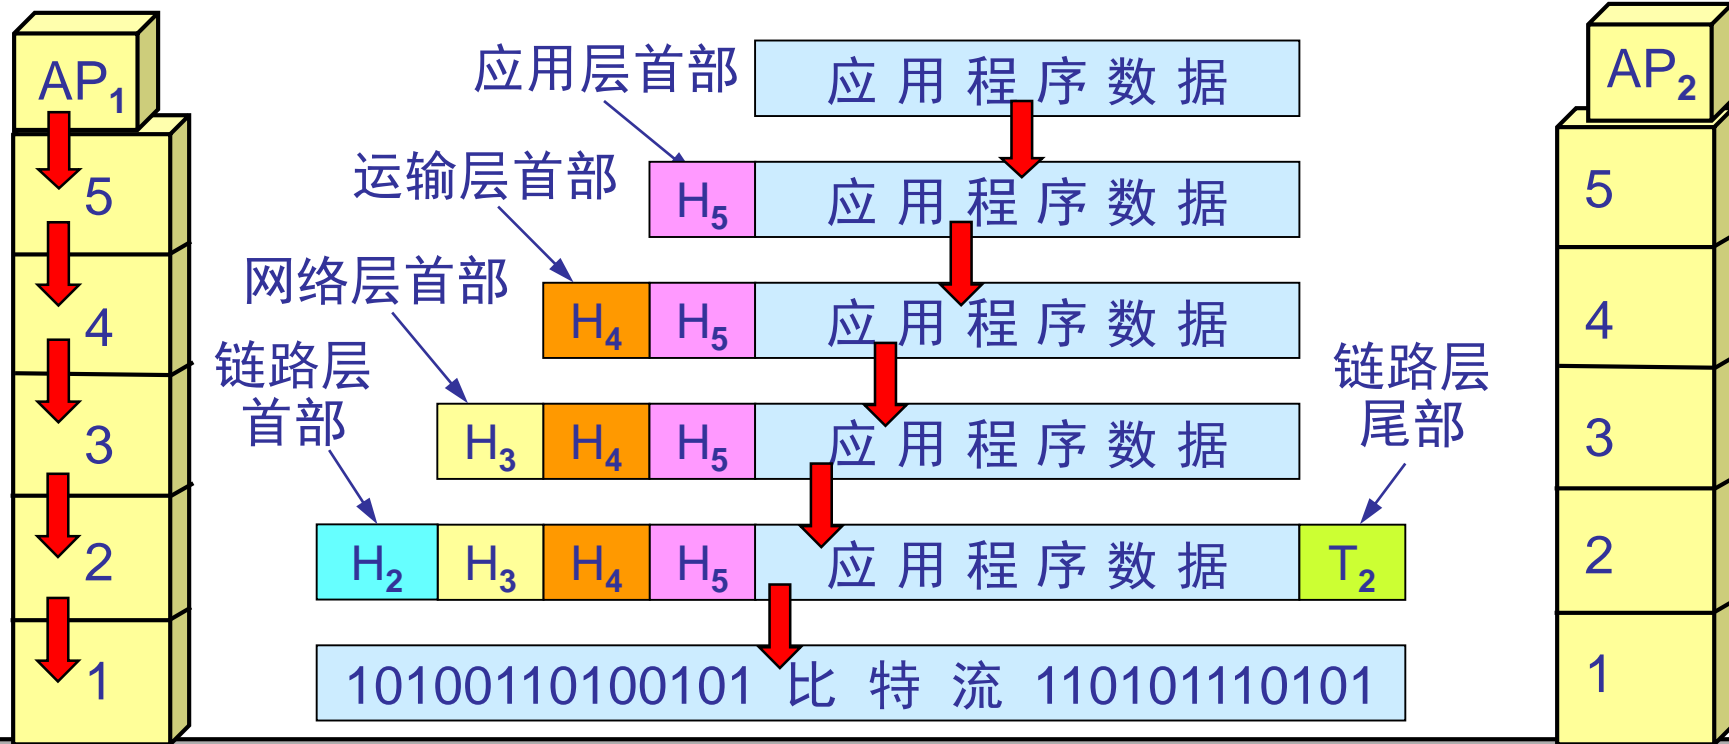 AP1
AP2
应用层首部
应用程序数据
5
运输层首部
H5 应用程序数据
5
4
网络层首部
H4 H5 应用程序数据
4
3
链路层
首部
H3 H4 H5 应用程序数据
链路层
尾部
3
2
H2 H3 H4 H5 应用程序数据 T2
2
1
10100110100101 比特流 110101110101
1